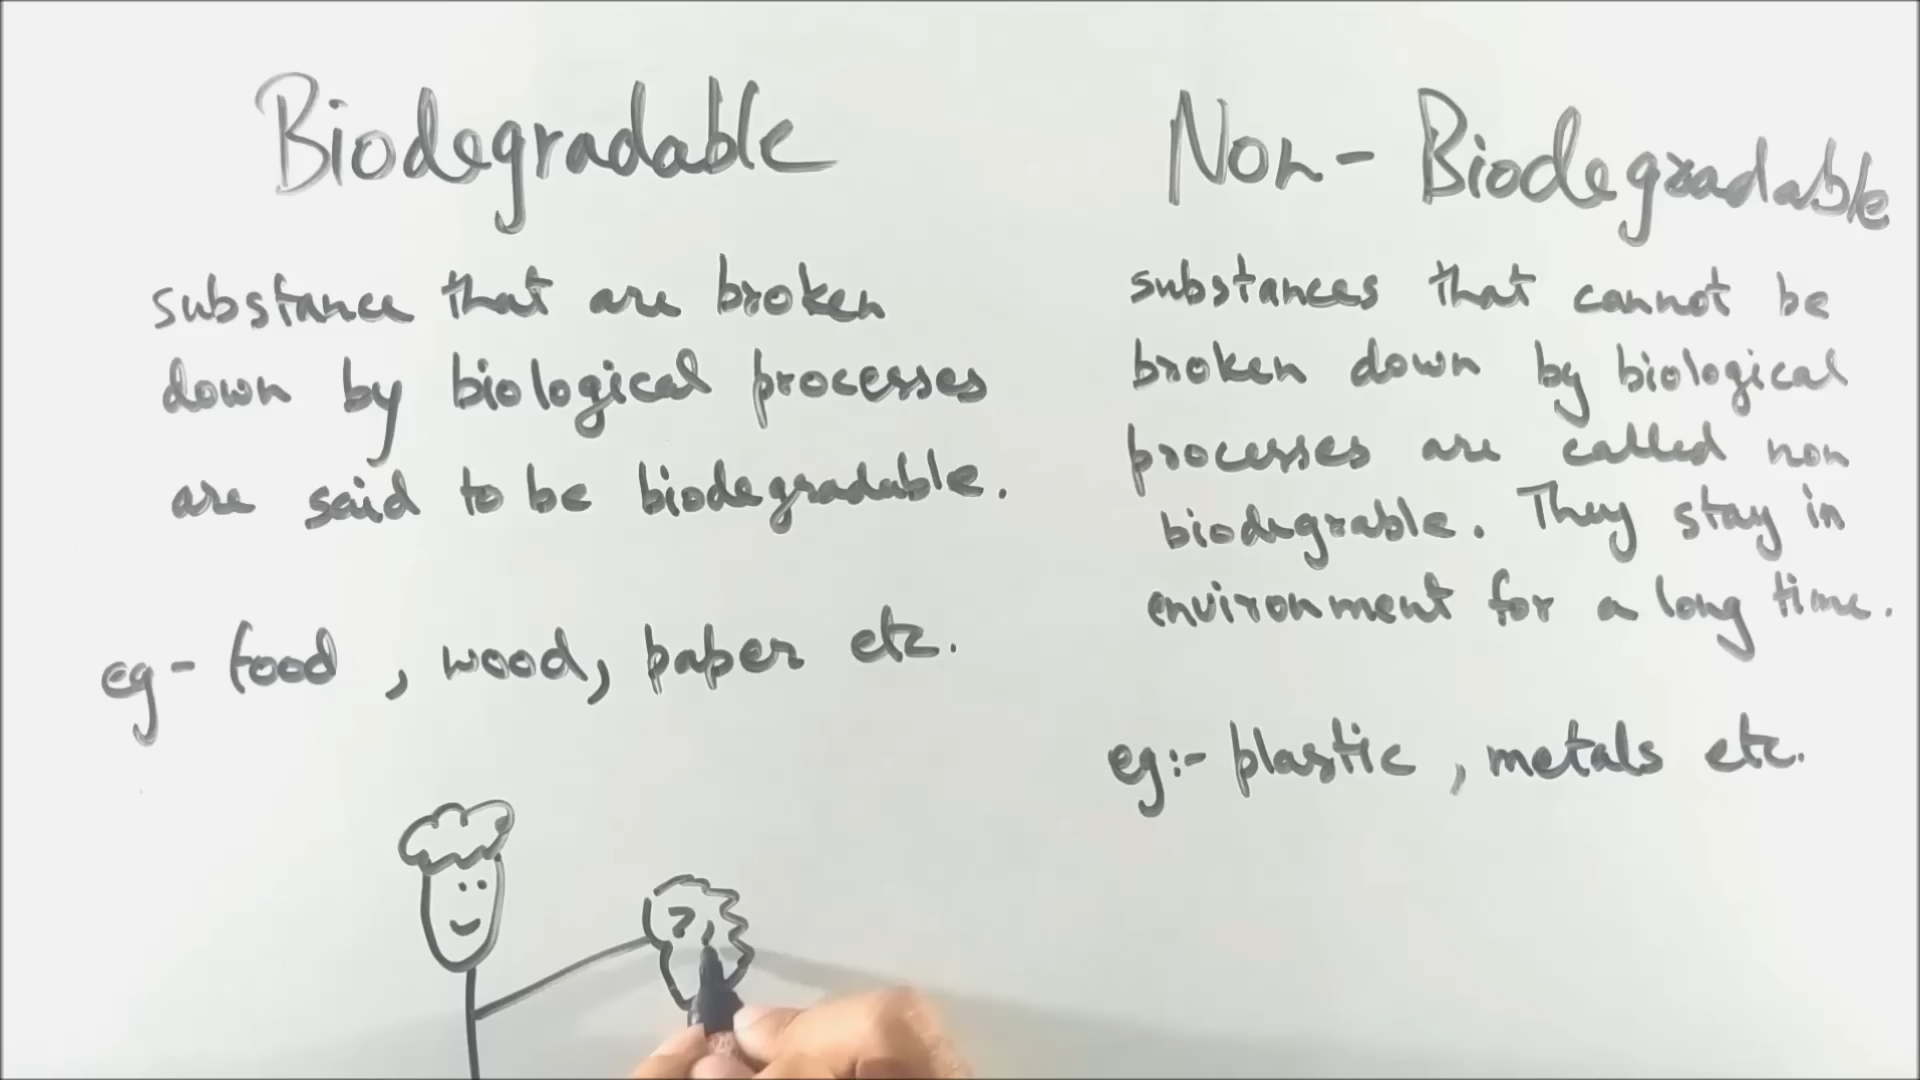 Biodegradable
substance that are broken
down by biological processes
are said to be biodegradable.
eg - food , wood, paper etc.
Non- Biodegradable
substances that cannot be
broken down by biological
processes are called non
biodegrable. They stay in
environment for a long time.
eg:- plastic , metals etc.